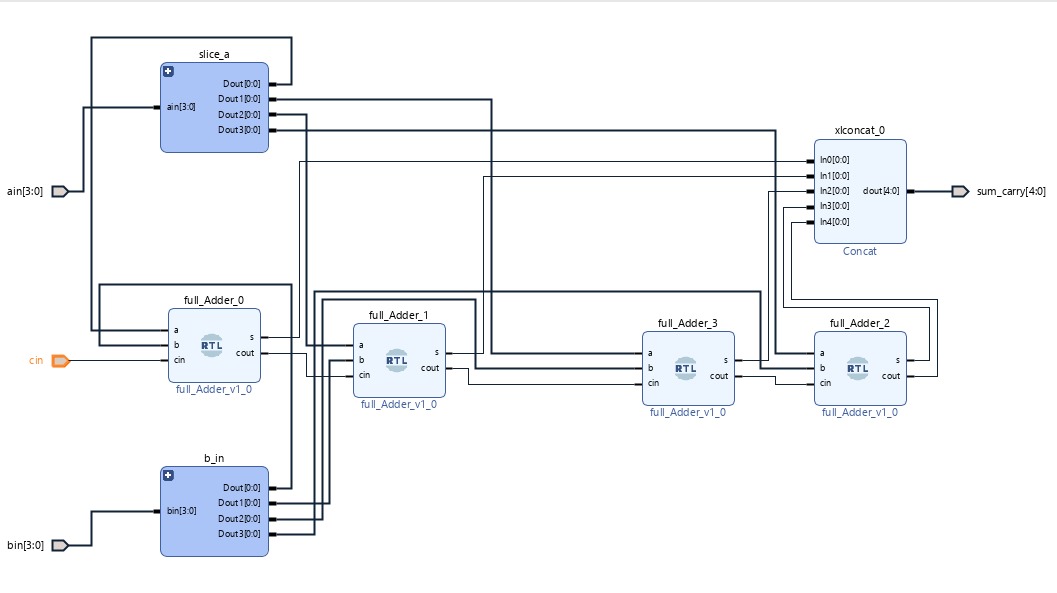 slice_a
ain[3:0]
Dout[0:0]
Dout1[0:0]
Dout2[0:0]
Dout3[0:0]
ain[3:0]
xlconcat_0
In0[0:0]
In1[0:0]
In2[0:0]
In3[0:0]
In4[0:0]
dout[4:0]
Concat
sum_carry[4:0]
full_Adder_0
a
b
cin
RTL
s
cout
full_Adder_v1_0
cin
full_Adder_1
a
b
cin
RTL
s
cout
full_Adder_v1_0
full_Adder_3
a
b
cin
RTL
s
cout
full_Adder_v1_0
full_Adder_2
a
b
cin
RTL
s
cout
full_Adder_v1_0
b_in
bin[3:0]
Dout[0:0]
Dout1[0:0]
Dout2[0:0]
Dout3[0:0]
bin[3:0]